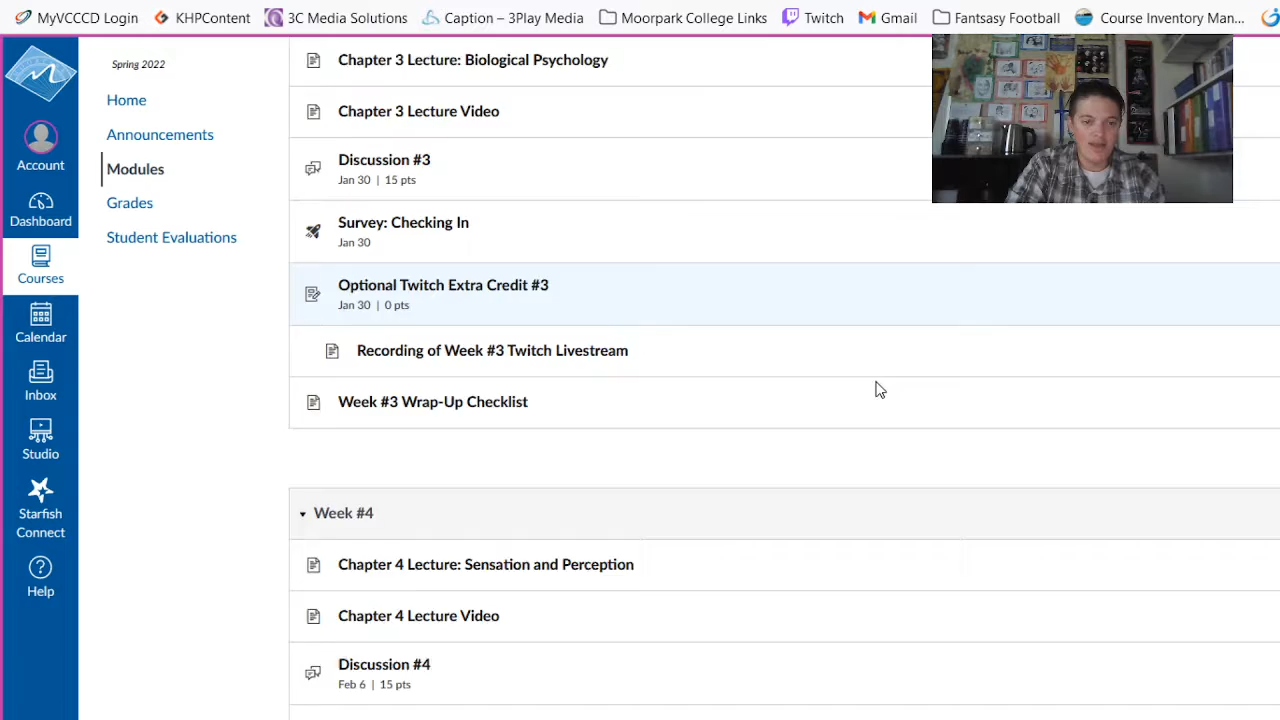 MyVCCCD Login KHPContent 3C Media Solutions Caption – 3Play Media Moorpark College Links Twitch Gmail Fantsasy Football Course Inventory Man...
Spring 2022
Home
Announcements
Modules
Grades
Student Evaluations
Account
Dashboard
Courses
Calendar
Inbox
Studio
Starfish
Connect
Help
Chapter 3 Lecture: Biological Psychology
Chapter 3 Lecture Video
Discussion #3
Jan 30 | 15 pts
Survey: Checking In
Jan 30
Optional Twitch Extra Credit #3
Jan 30 | 0 pts
Recording of Week #3 Twitch Livestream
Week #3 Wrap-Up Checklist
Week #4
Chapter 4 Lecture: Sensation and Perception
Chapter 4 Lecture Video
Discussion #4
Feb 6 | 15 pts